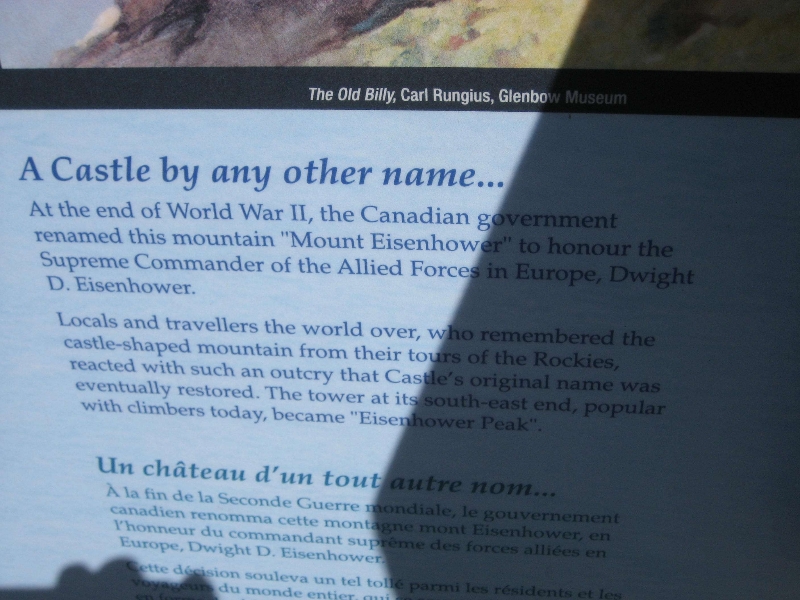 The Old Billy, Carl Rungius, Glenbow Museum
A Castle by any other name...
At the end of World War II, the Canadian government
renamed this mountain "Mount Eisenhower" to honour the
Supreme Commander of the Allied Forces in Europe, Dwight
D. Eisenhower.
Locals and travellers the world over, who remembered the
castle-shaped mountain from their tours of the Rockies,
reacted with such an outcry that Castle's original name was
eventually restored. The tower at its south-east end, popular
with climbers today, became "Eisenhower Peak".
Un château d'un tout autre nom...
À la fin de la Seconde Guerre mondiale, le gouvernement
canadien renomma cette montagne mont Eisenhower, en
l'honneur du commandant suprême des forces alliées en
Europe, Dwight D. Eisenhower.
Cette décision souleva un tel tollé parmi les résidents et les
voyageurs du monde entier, qui